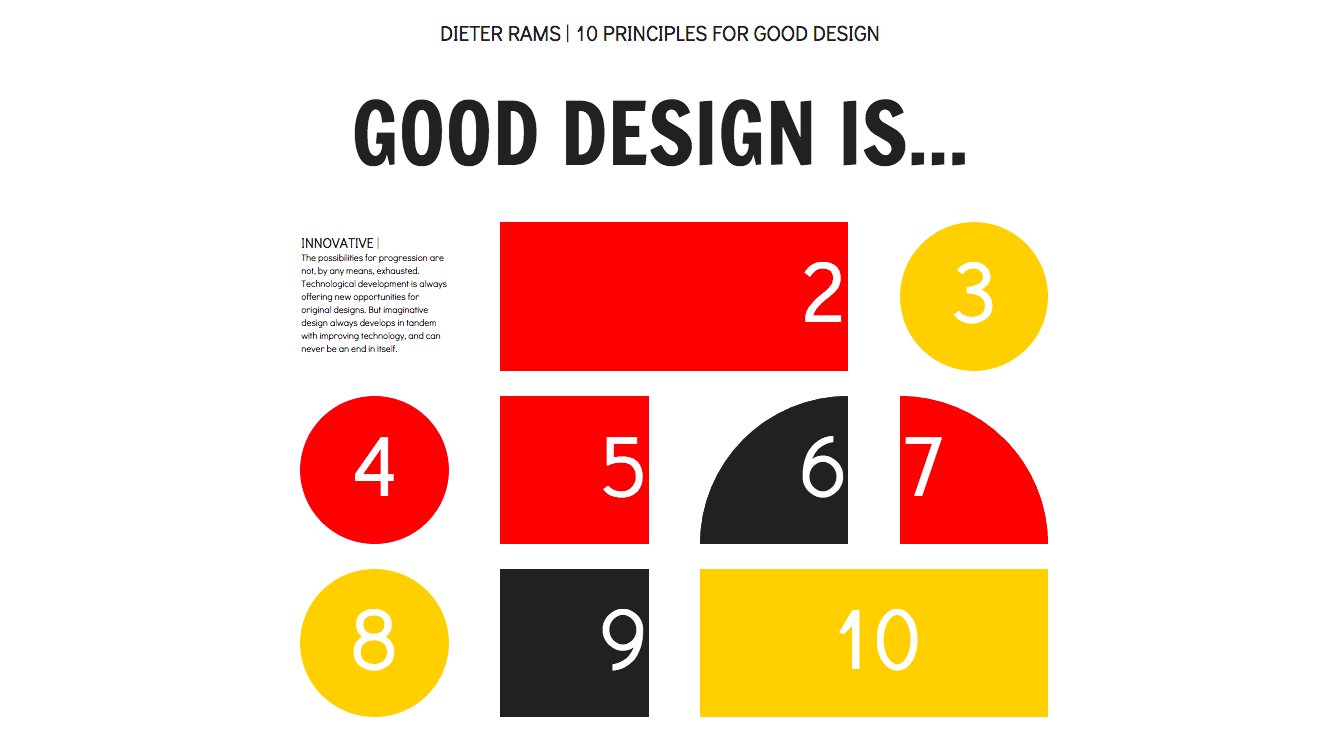 DIETER RAMS | 10 PRINCIPLES FOR GOOD DESIGN
GOOD DESIGN IS...
INNOVATIVE |
The possibilities for progression are
not, by any means, exhausted.
Technological development is always
offering new opportunities for
original designs. But imaginative
design always develops in tandem
with improving technology, and can
never be an end in itself.
2
3
4
5
6
7
8
9
10